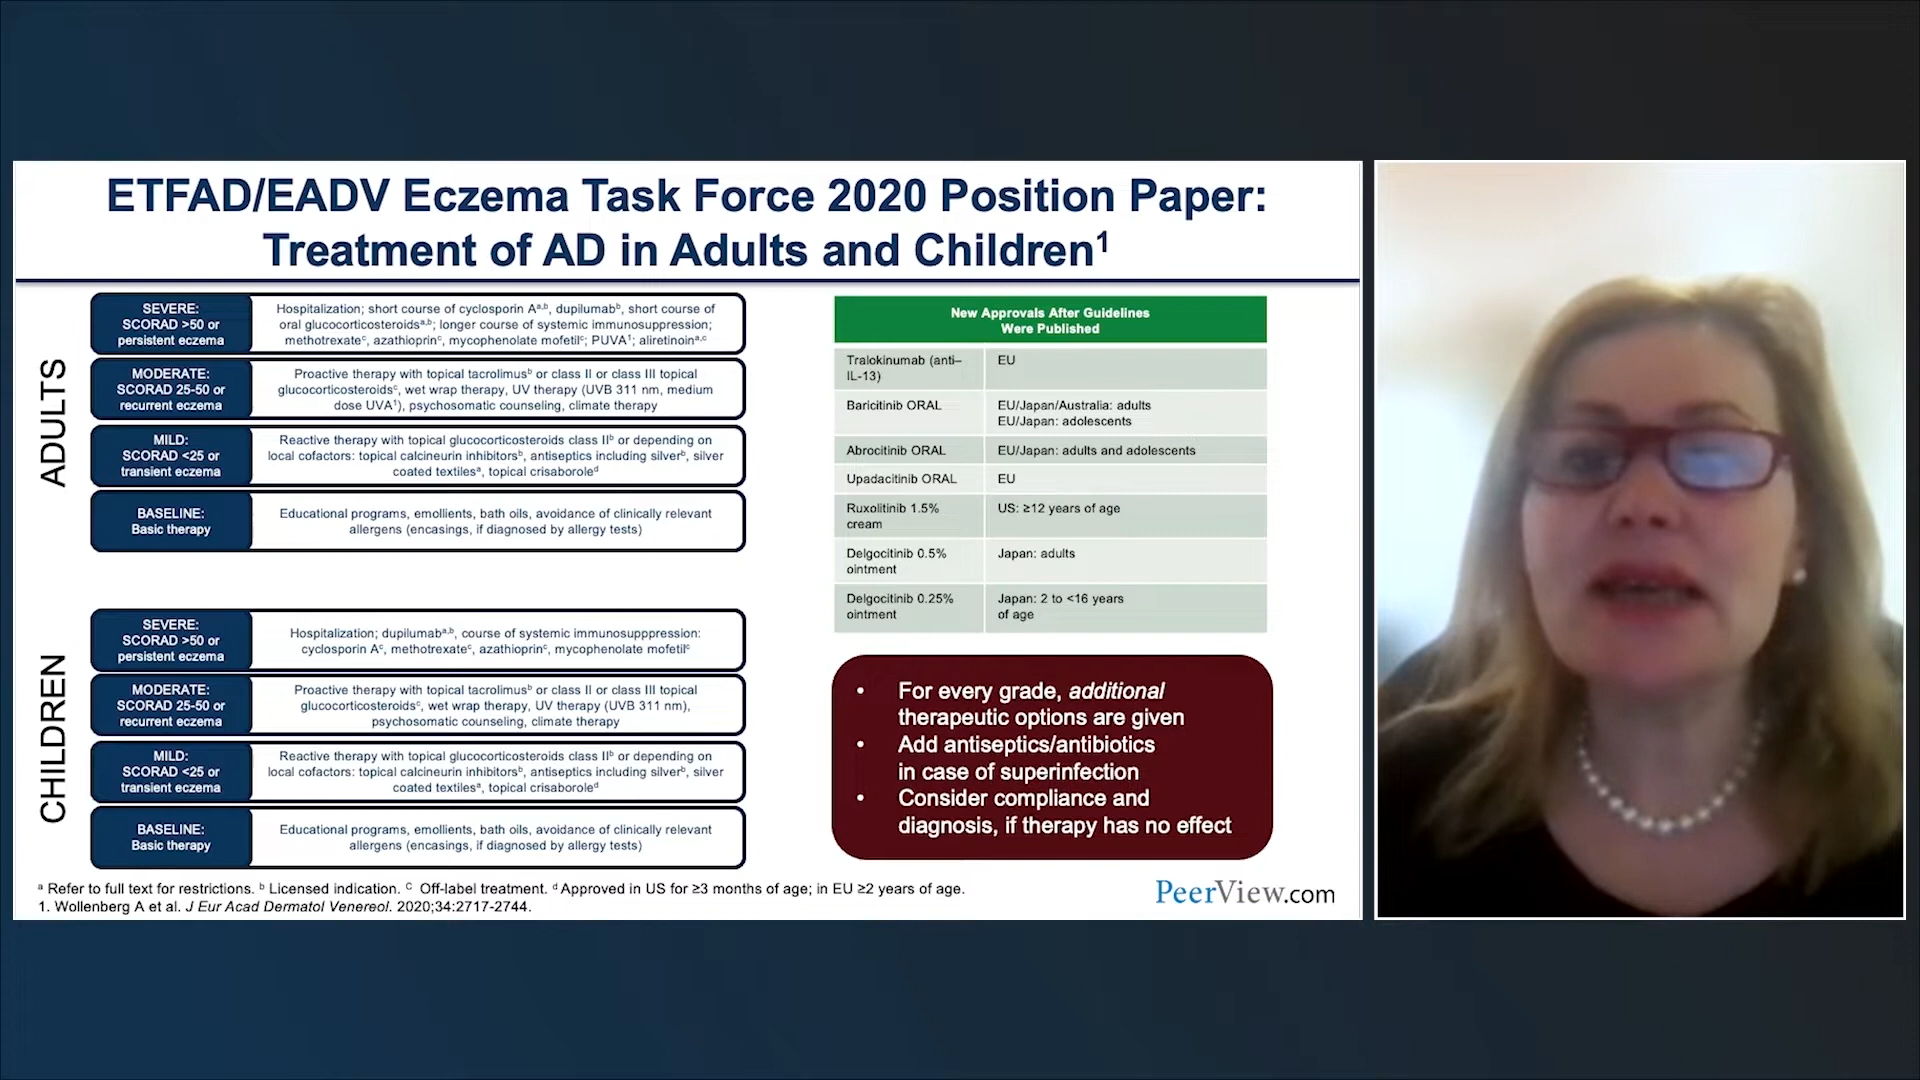 ETFAD/EADV Eczema Task Force 2020 Position Paper:
Treatment of AD in Adults and Children¹
ADULTS
SEVERE:
SCORAD >50 or
persistent eczema
Hospitalization; short course of cyclosporin Aᵃ,ᵇ, dupilumabᵇ, short course of
oral glucocorticosteroidsᵃ,ᵇ; longer course of systemic immunosuppression;
methotrexateᶜ, azathioprinᶜ, mycophenolate mofetilᶜ; PUVA¹; aliretinoinᵃ,ᶜ
MODERATE:
SCORAD 25-50 or
recurrent eczema
Proactive therapy with topical tacrolimusᵇ or class II or class III topical
glucocorticosteroidsᶜ, wet wrap therapy, UV therapy (UVB 311 nm, medium
dose UVA¹), psychosomatic counseling, climate therapy
MILD:
SCORAD <25 or
transient eczema
Reactive therapy with topical glucocorticosteroids class IIᵇ or depending on
local cofactors: topical calcineurin inhibitorsᵇ, antiseptics including silverᵇ, silver
coated textilesᵃ, topical crisaboroleᵈ
BASELINE:
Basic therapy
Educational programs, emollients, bath oils, avoidance of clinically relevant
allergens (encasings, if diagnosed by allergy tests)
CHILDREN
SEVERE:
SCORAD >50 or
persistent eczema
Hospitalization; dupilumabᵃ,ᵇ, course of systemic immunosupppression:
cyclosporin Aᶜ, methotrexateᶜ, azathioprinᶜ, mycophenolate mofetilᶜ
MODERATE:
SCORAD 25-50 or
recurrent eczema
Proactive therapy with topical tacrolimusᵇ or class II or class III topical
glucocorticosteroidsᶜ, wet wrap therapy, UV therapy (UVB 311 nm),
psychosomatic counseling, climate therapy
MILD:
SCORAD <25 or
transient eczema
Reactive therapy with topical glucocorticosteroids class IIᵇ or depending on
local cofactors: topical calcineurin inhibitorsᵇ, antiseptics including silverᵇ, silver
coated textilesᵃ, topical crisaboroleᵈ
BASELINE:
Basic therapy
Educational programs, emollients, bath oils, avoidance of clinically relevant
allergens (encasings, if diagnosed by allergy tests)
New Approvals After Guidelines
Were Published
Tralokinumab (anti–
IL-13)
EU
Baricitinib ORAL
EU/Japan/Australia: adults
EU/Japan: adolescents
Abrocitinib ORAL
EU/Japan: adults and adolescents
Upadacitinib ORAL
EU
Ruxolitinib 1.5%
cream
US: ≥12 years of age
Delgocitinib 0.5%
ointment
Japan: adults
Delgocitinib 0.25%
ointment
Japan: 2 to <16 years
of age
• For every grade, additional
therapeutic options are given
• Add antiseptics/antibiotics
in case of superinfection
• Consider compliance and
diagnosis, if therapy has no effect
ᵃ Refer to full text for restrictions. ᵇ Licensed indication. ᶜ Off-label treatment. ᵈ Approved in US for ≥3 months of age; in EU ≥2 years of age.
1. Wollenberg A et al. J Eur Acad Dermatol Venereol. 2020;34:2717-2744.
PeerView.com